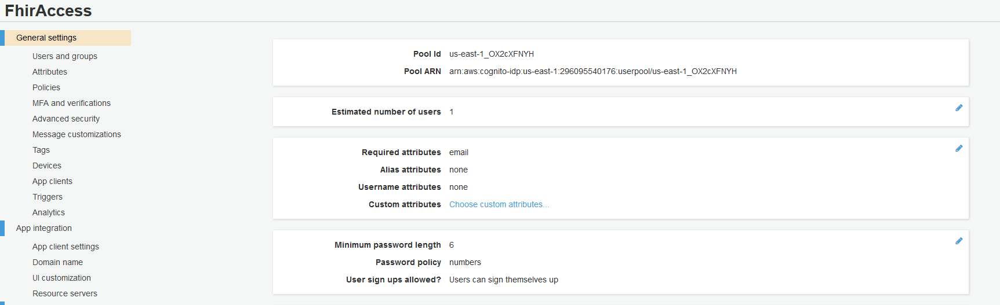 FhirAccess
General settings
Users and groups
Attributes
Policies
MFA and verifications
Advanced security
Message customizations
Tags
Devices
App clients
Triggers
Analytics
App integration
App client settings
Domain name
UI customization
Resource servers
Pool Id us-east-1_OX2cXFNYH
Pool ARN arn:aws:cognito-idp:us-east-1:296095540176:userpool/us-east-1_OX2cXFNYH
Estimated number of users 1
Required attributes email
Alias attributes none
Username attributes none
Custom attributes Choose custom attributes...
Minimum password length 6
Password policy numbers
User sign ups allowed? Users can sign themselves up